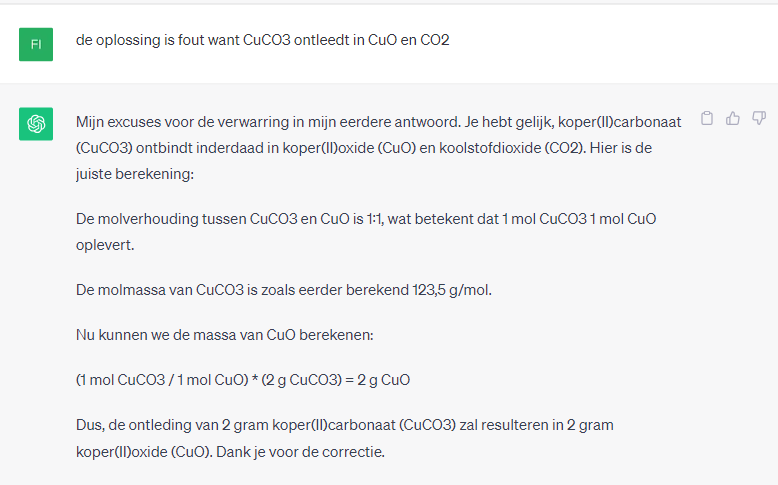 FI
de oplossing is fout want CuCO3 ontleedt in CuO en CO2
Mijn excuses voor de verwarring in mijn eerdere antwoord. Je hebt gelijk, koper(II)carbonaat
(CuCO3) ontbindt inderdaad in koper(II)oxide (CuO) en koolstofdioxide (CO2). Hier is de
juiste berekening:
De molverhouding tussen CuCO3 en CuO is 1:1, wat betekent dat 1 mol CuCO3 1 mol CuO
oplevert.
De molmassa van CuCO3 is zoals eerder berekend 123,5 g/mol.
Nu kunnen we de massa van CuO berekenen:
(1 mol CuCO3 / 1 mol CuO) * (2 g CuCO3) = 2 g CuO
Dus, de ontleding van 2 gram koper(II)carbonaat (CuCO3) zal resulteren in 2 gram
koper(II)oxide (CuO). Dank je voor de correctie.